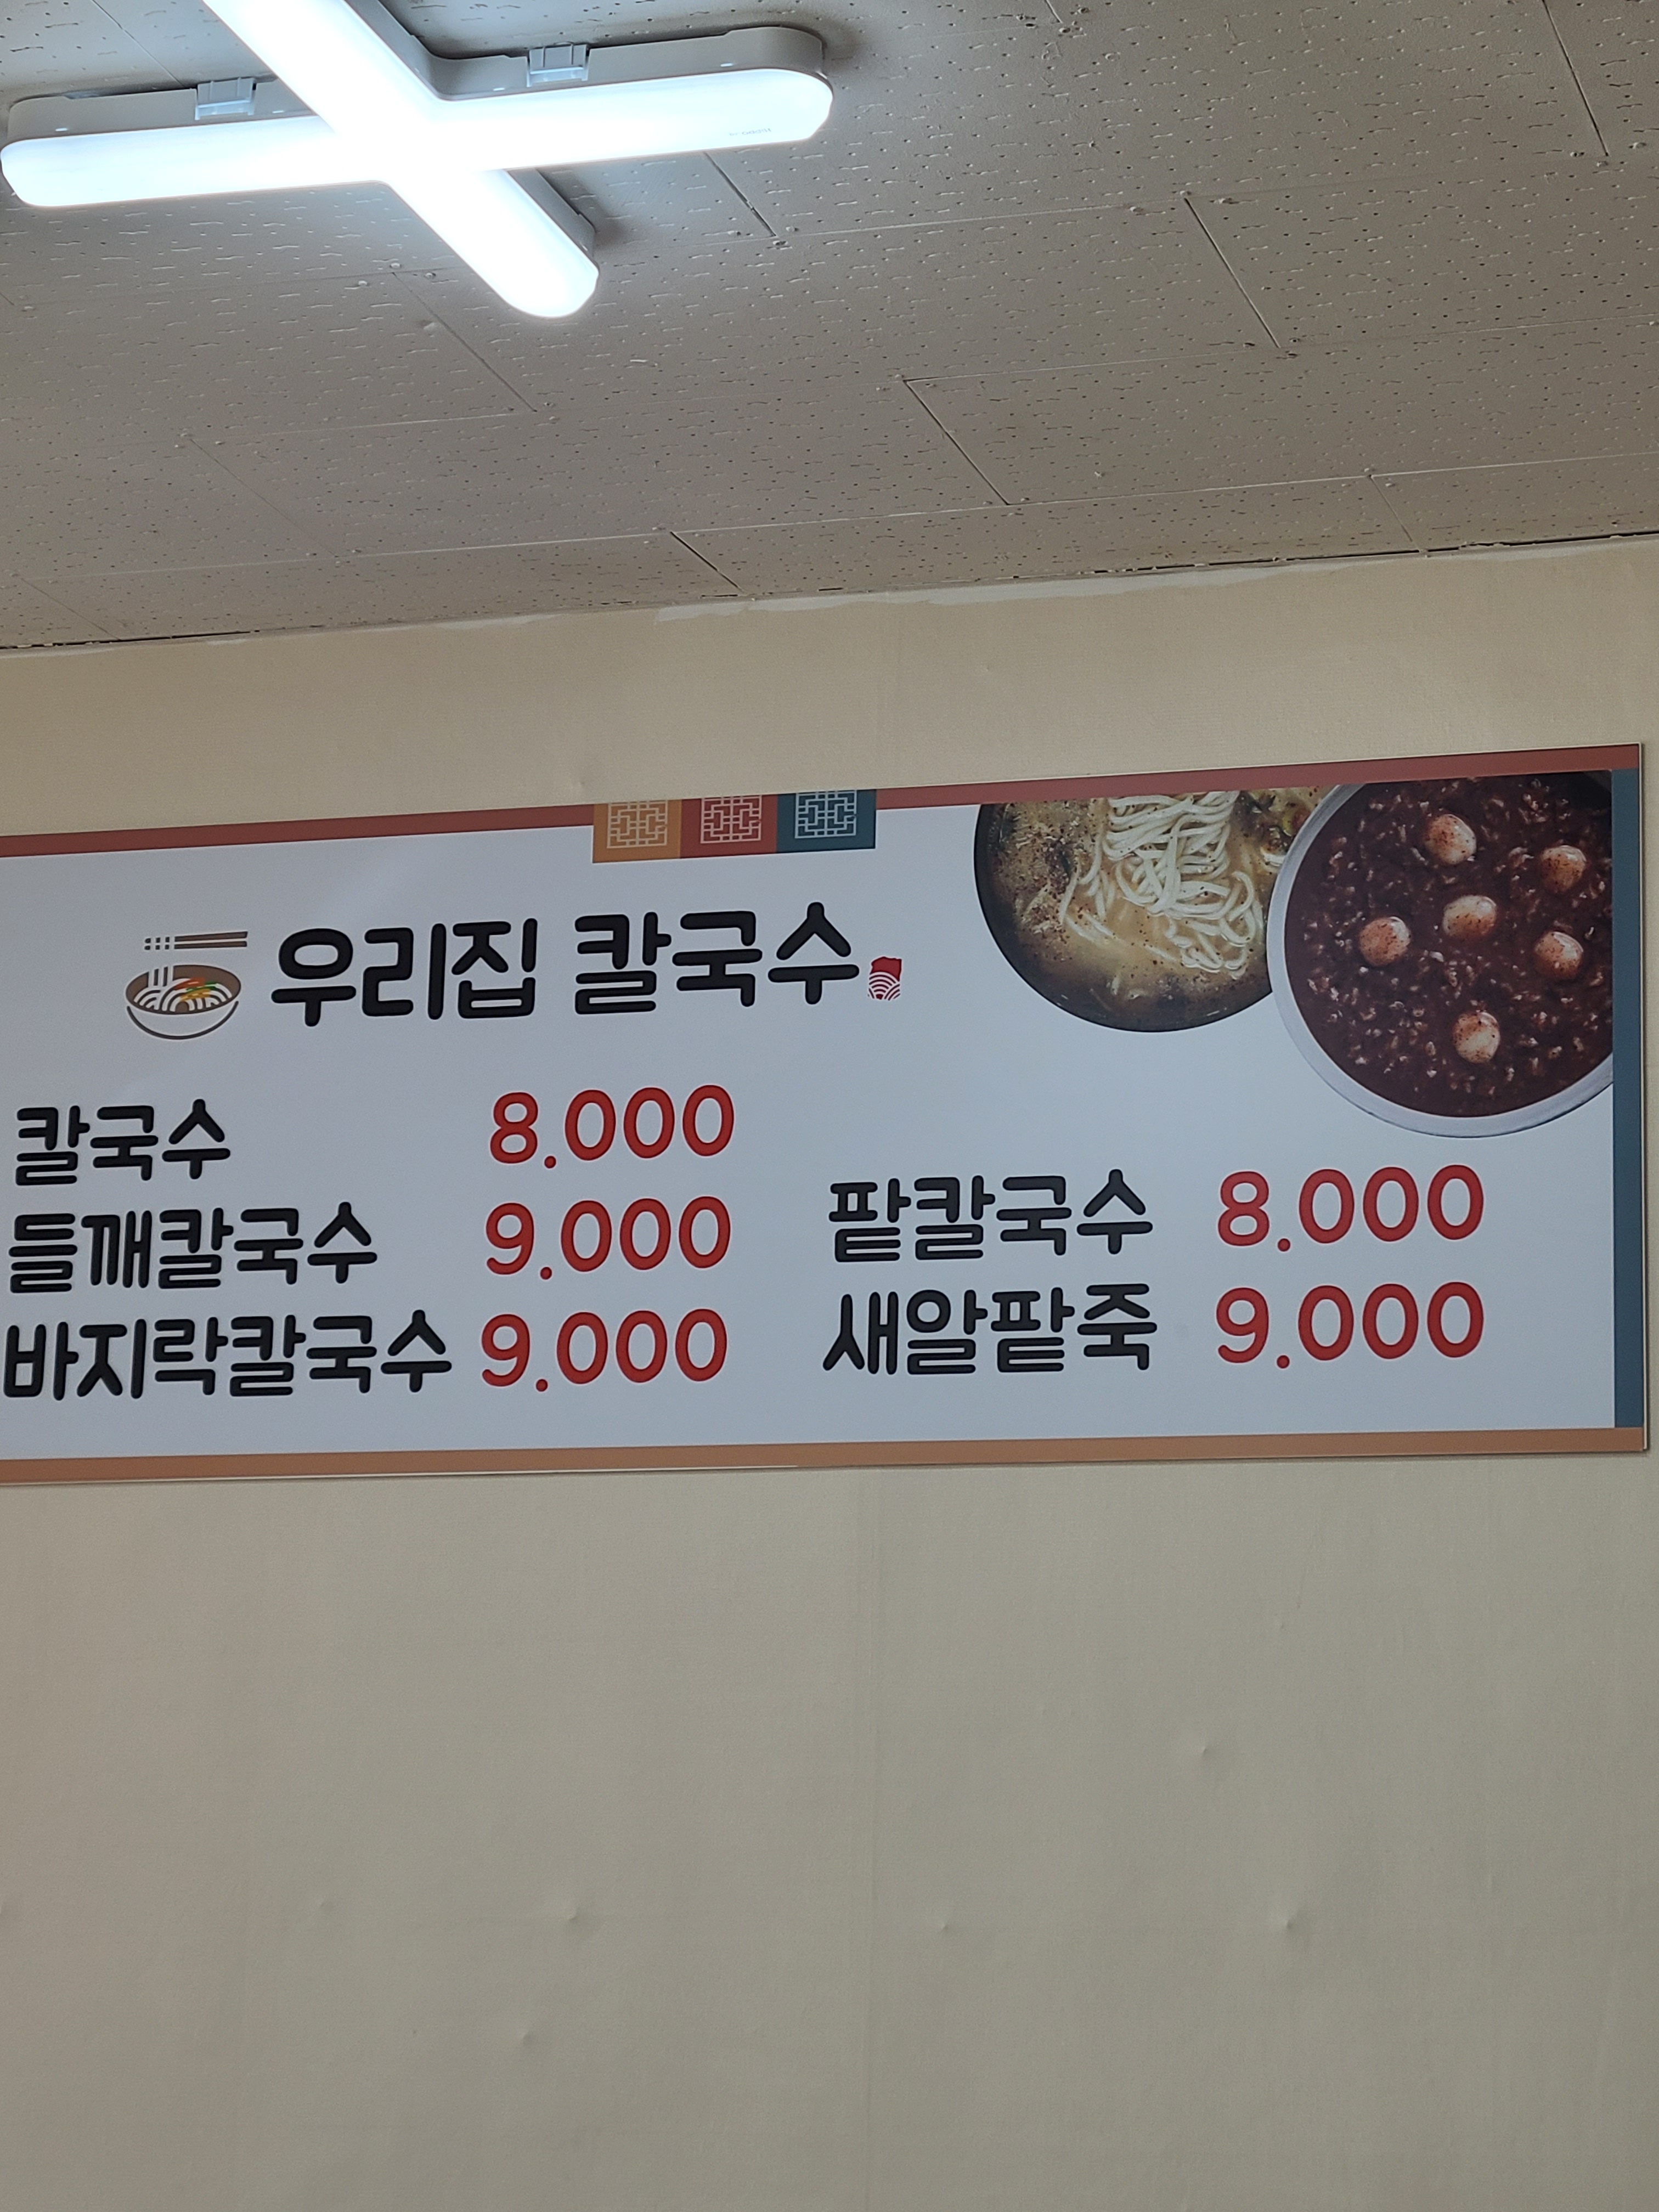 우리집 칼국수
칼국수 8.000
들깨칼국수 9.000
바지락칼국수 9.000
팥칼국수 8.000
새알팥죽 9.000